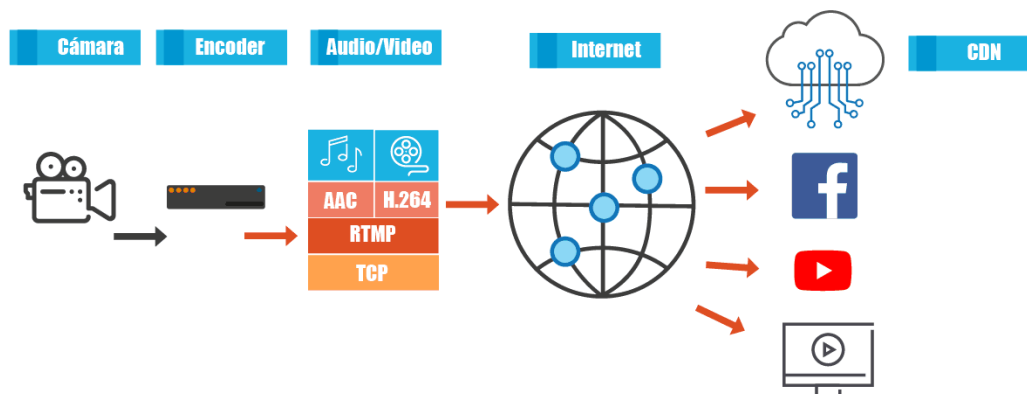 Cámara
Encoder
Audio/Video
Internet
CDN
AAC
H.264
RTMP
TCP